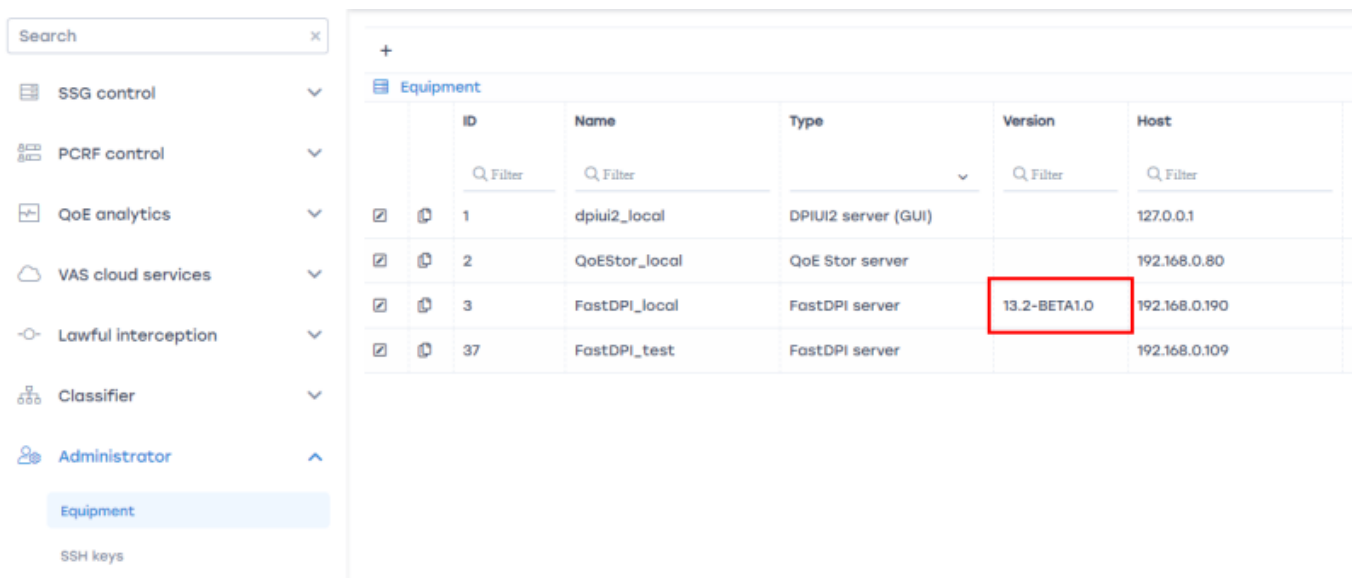 Search
SSG control
PCRF control
QoE analytics
VAS cloud services
Lawful interception
Classifier
Administrator
Equipment
SSH keys
+
Equipment
ID Name Type Version Host
Filter Filter Filter Filter
1 dpiui2_local DPIUI2 server (GUI) 127.0.0.1
2 QoEStor_local QoE Stor server 192.168.0.80
3 FastDPI_local FastDPI server 13.2-BETA1.0 192.168.0.190
37 FastDPI_test FastDPI server 192.168.0.109